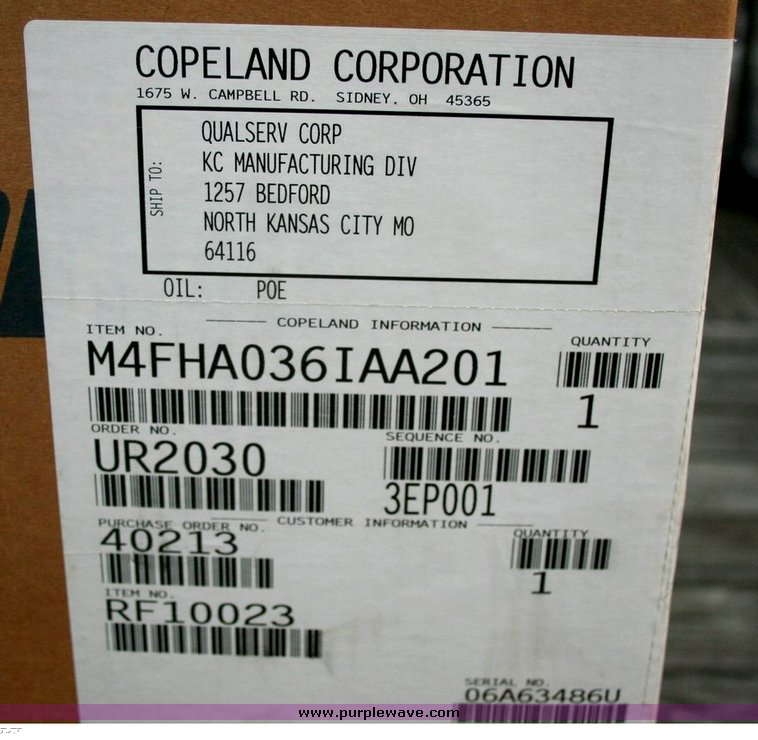 COPELAND CORPORATION
1675 W. CAMPBELL RD. SIDNEY, OH 45365
SHIP TO:
QUALSERV CORP
KC MANUFACTURING DIV
1257 BEDFORD
NORTH KANSAS CITY MO
64116
OIL: POE
COPELAND INFORMATION
ITEM NO.
M4FHA036IAA201
QUANTITY
1
ORDER NO.
UR2030
SEQUENCE NO.
3EP001
CUSTOMER INFORMATION
PURCHASE ORDER NO.
40213
QUANTITY
1
ITEM NO.
RF10023
SERIAL NO.
06A63486U
www.purplewave.com